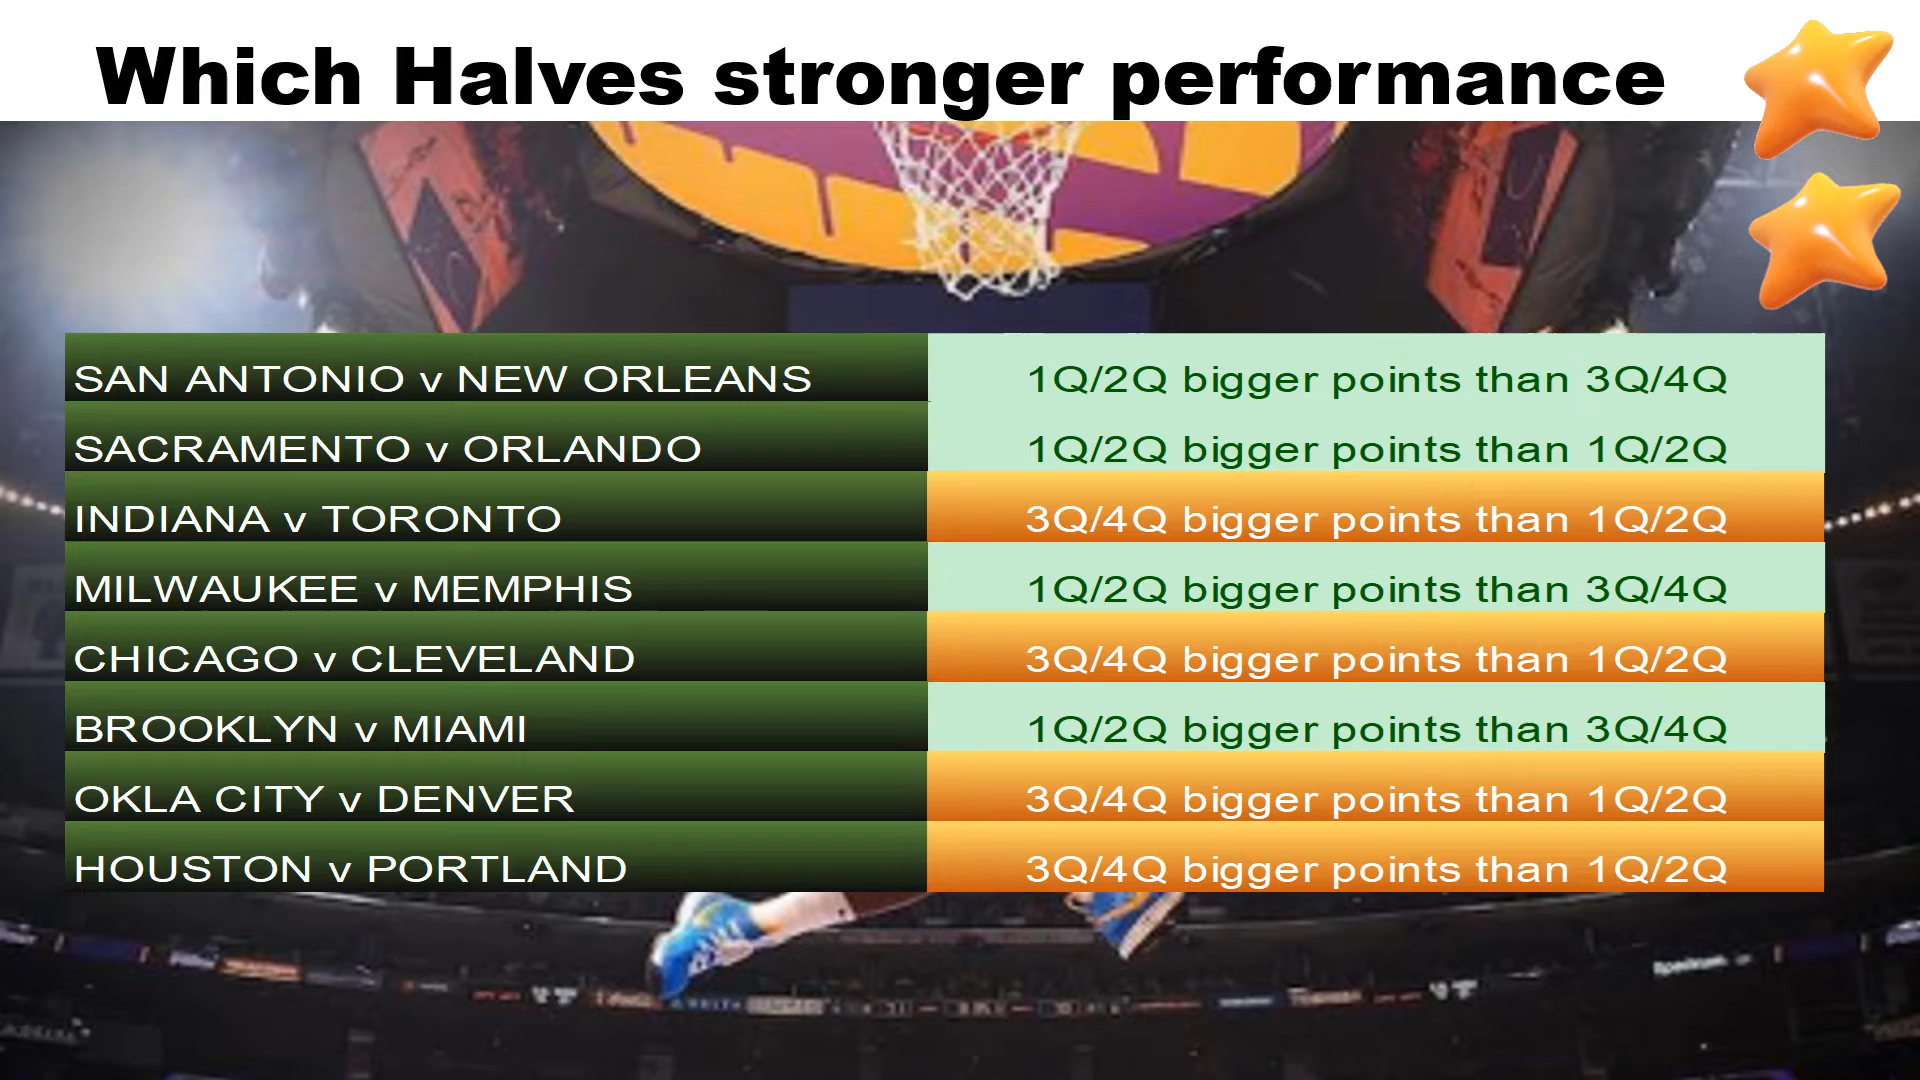 Which Halves stronger performance
SAN ANTONIO v NEW ORLEANS 1Q/2Q bigger points than 3Q/4Q
SACRAMENTO v ORLANDO 1Q/2Q bigger points than 1Q/2Q
INDIANA v TORONTO 3Q/4Q bigger points than 1Q/2Q
MILWAUKEE v MEMPHIS 1Q/2Q bigger points than 3Q/4Q
CHICAGO v CLEVELAND 3Q/4Q bigger points than 1Q/2Q
BROOKLYN v MIAMI 1Q/2Q bigger points than 3Q/4Q
OKLA CITY v DENVER 3Q/4Q bigger points than 1Q/2Q
HOUSTON v PORTLAND 3Q/4Q bigger points than 1Q/2Q
Spectrum